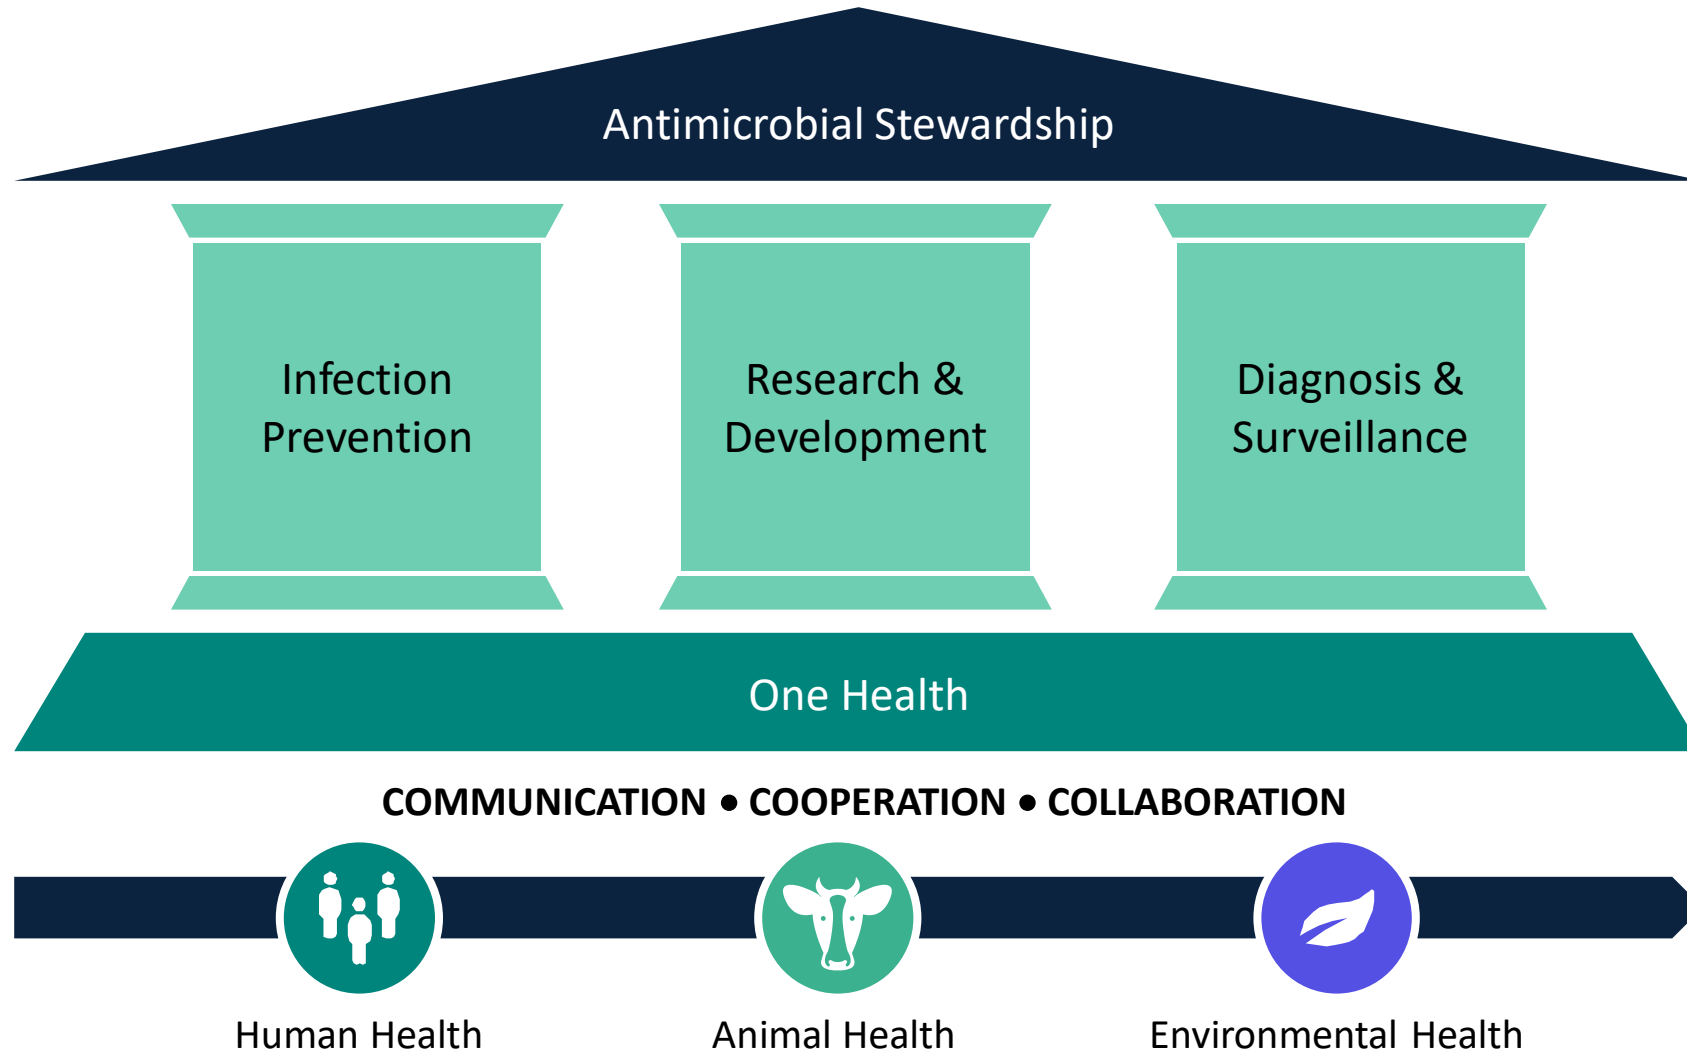 Antimicrobial Stewardship
Infection
Prevention
Research &
Development
Diagnosis &
Surveillance
One Health
COMMUNICATION • COOPERATION • COLLABORATION
Human Health
Animal Health
Environmental Health